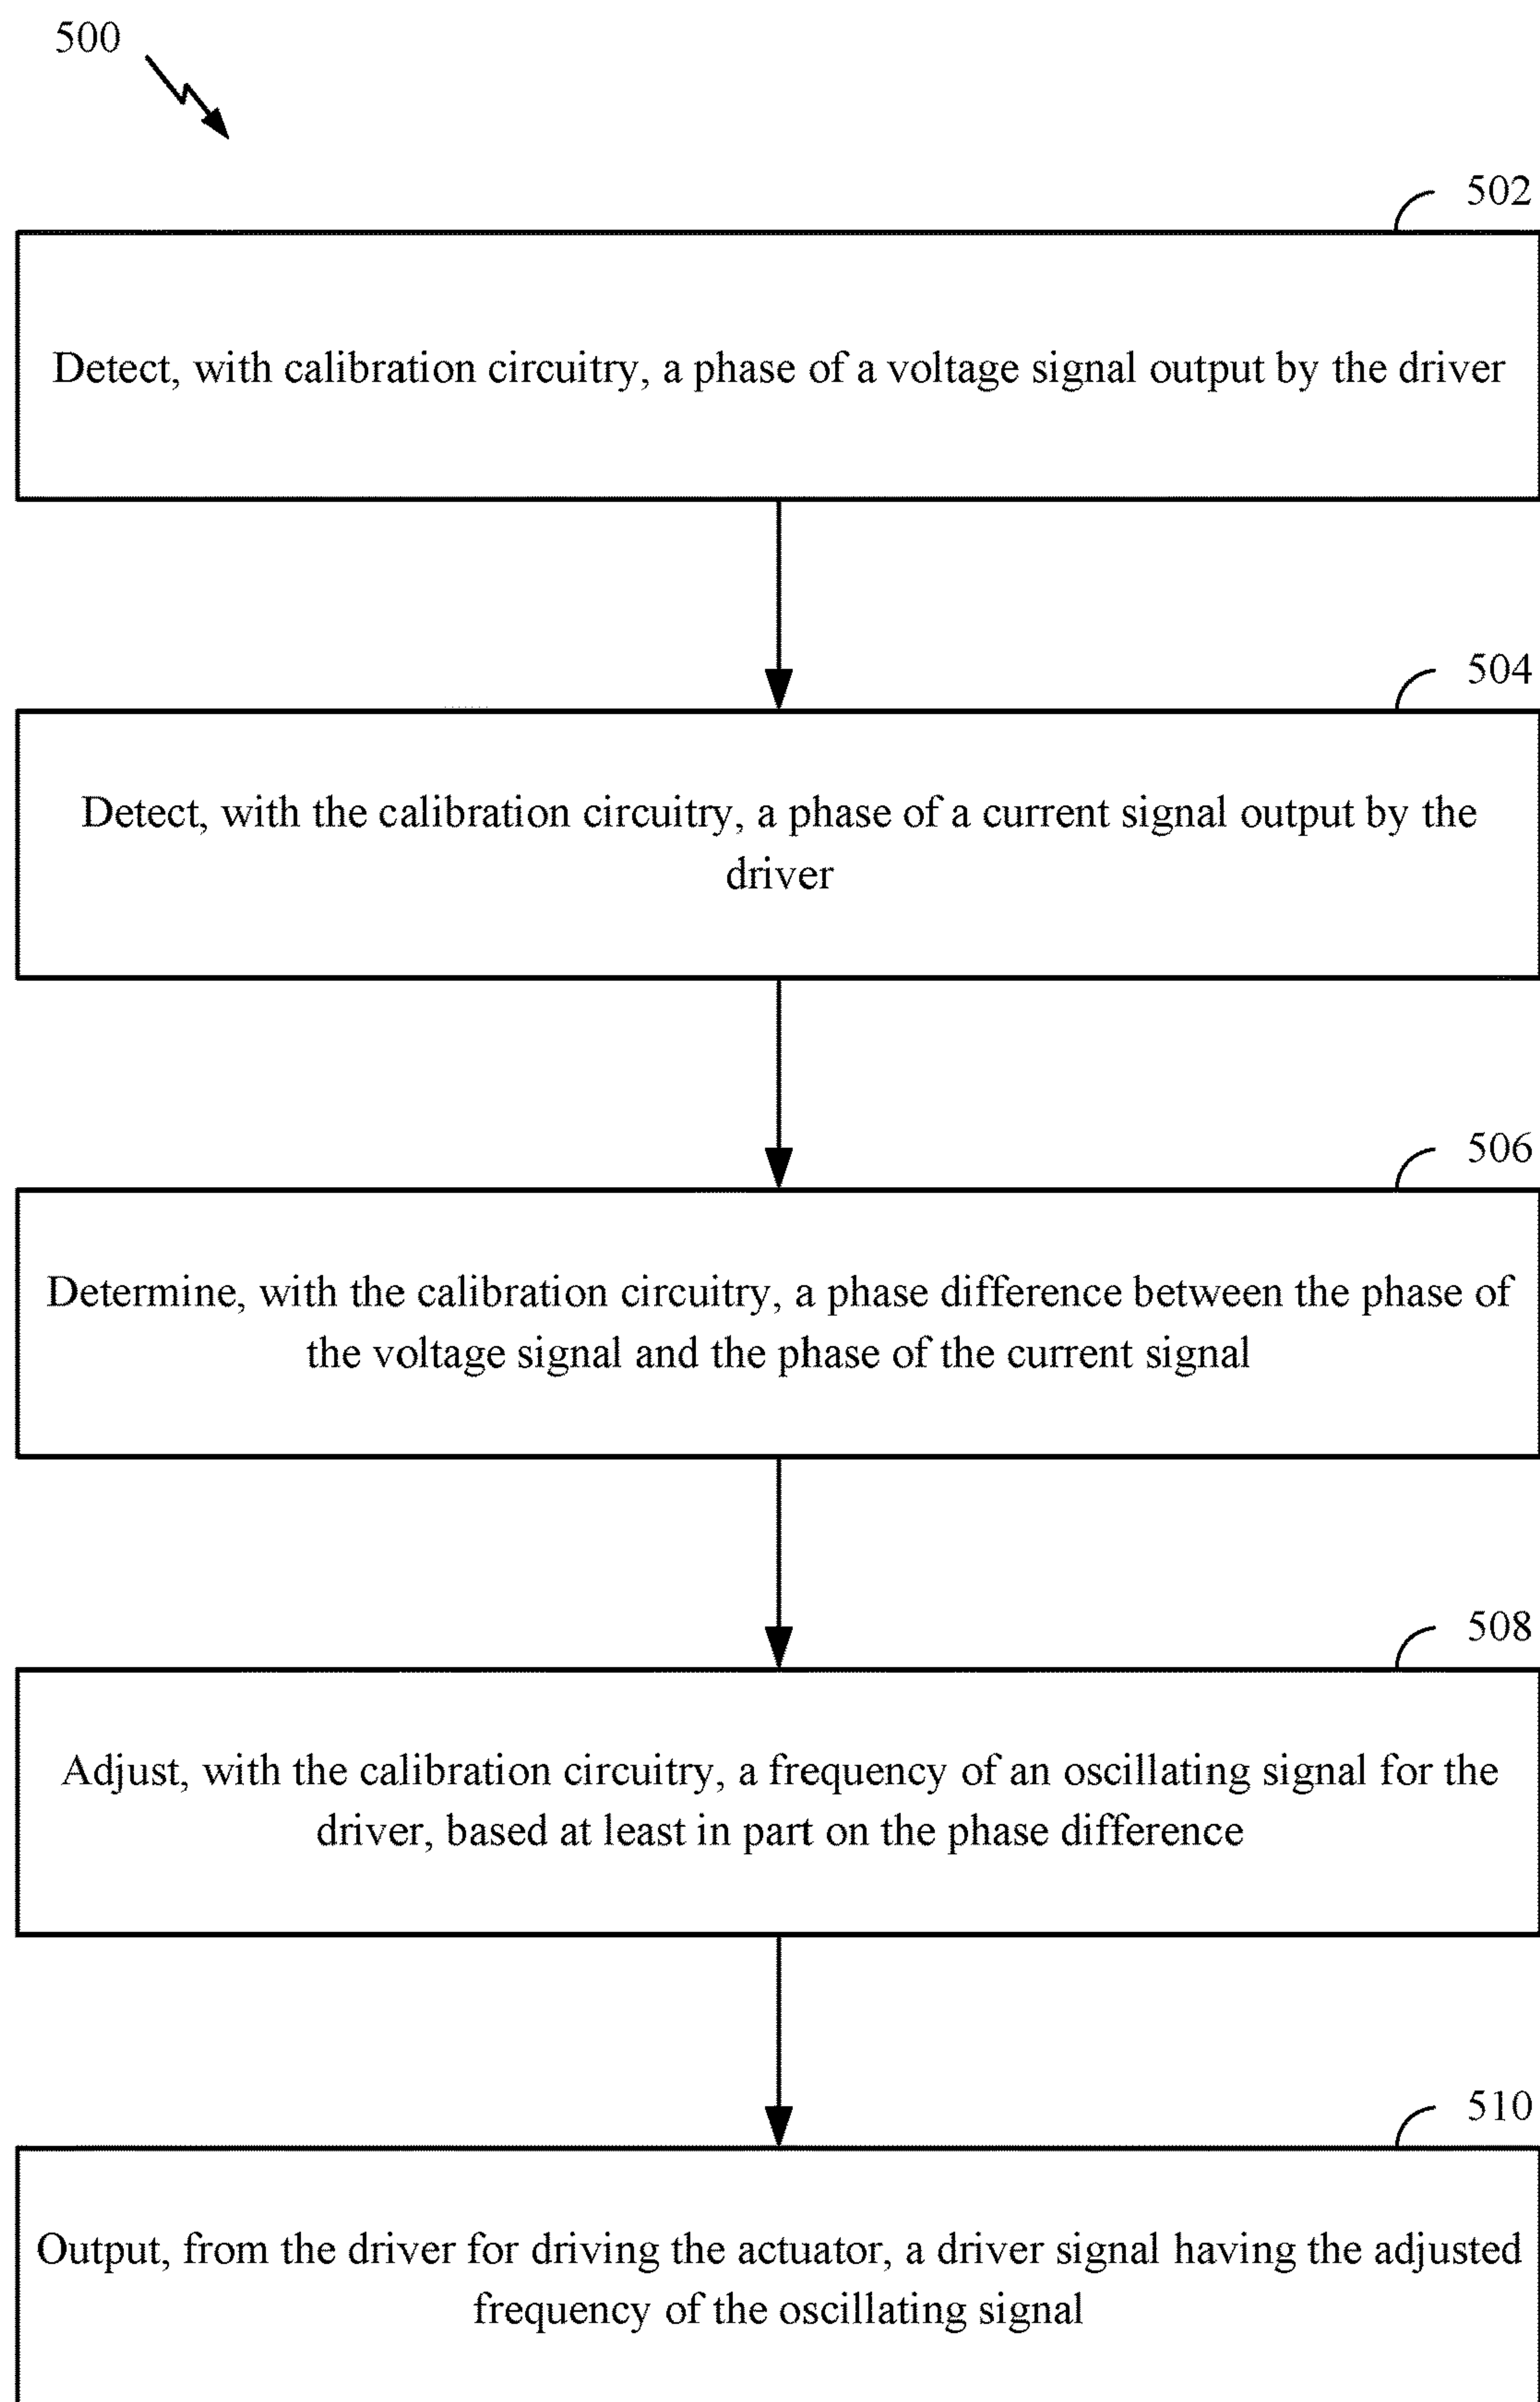 500
502
Detect, with calibration circuitry, a phase of a voltage signal output by the driver
504
Detect, with the calibration circuitry, a phase of a current signal output by the
driver
506
Determine, with the calibration circuitry, a phase difference between the phase of
the voltage signal and the phase of the current signal
508
Adjust, with the calibration circuitry, a frequency of an oscillating signal for the
driver, based at least in part on the phase difference
510
Output, from the driver for driving the actuator, a driver signal having the adjusted
frequency of the oscillating signal